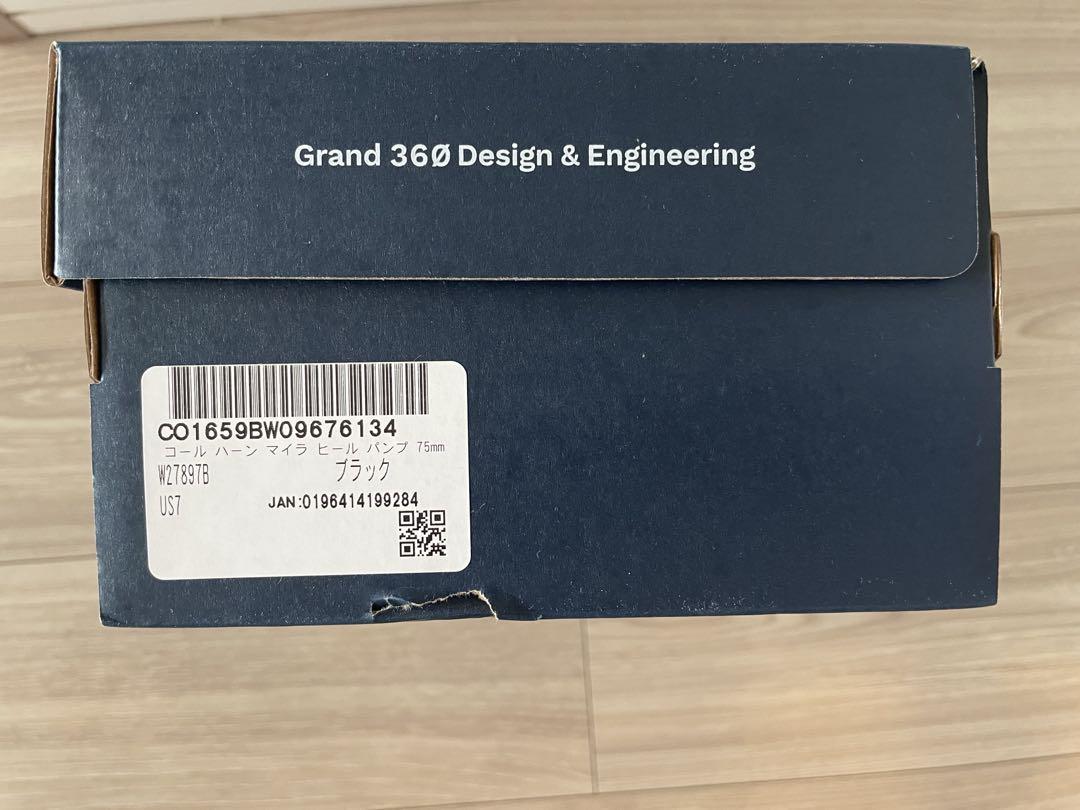 Grand 36Ø Design & Engineering
CO1659BW09676134
コール ハーン マイラ ヒール パンプ 75mm
W27897B ブラック
US7 JAN:0196414199284